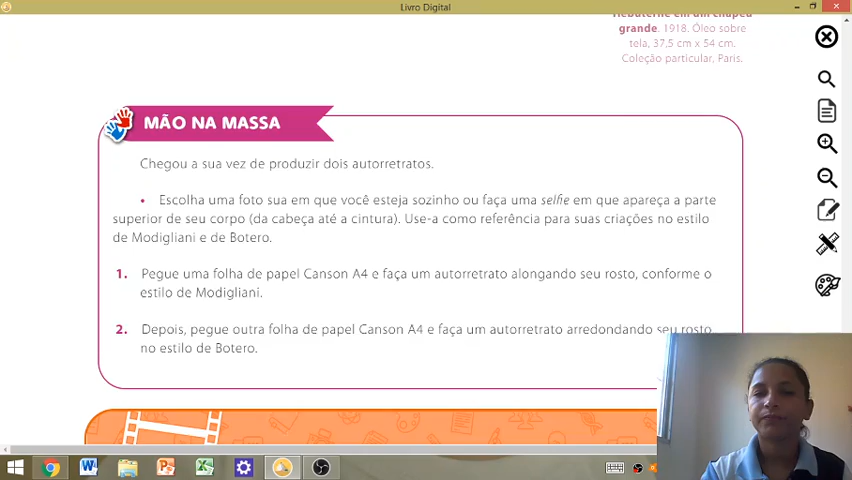 Livro Digital
Hébuterne em um chapéu
grande. 1918. Óleo sobre
tela, 37,5 cm x 54 cm.
Coleção particular, Paris.
MÃO NA MASSA
Chegou a sua vez de produzir dois autorretratos.
• Escolha uma foto sua em que você esteja sozinho ou faça uma selfie em que apareça a parte
superior de seu corpo (da cabeça até a cintura). Use-a como referência para suas criações no estilo
de Modigliani e de Botero.
1. Pegue uma folha de papel Canson A4 e faça um autorretrato alongando seu rosto, conforme o
estilo de Modigliani.
2. Depois, pegue outra folha de papel Canson A4 e faça um autorretrato arredondando seu rosto
no estilo de Botero.